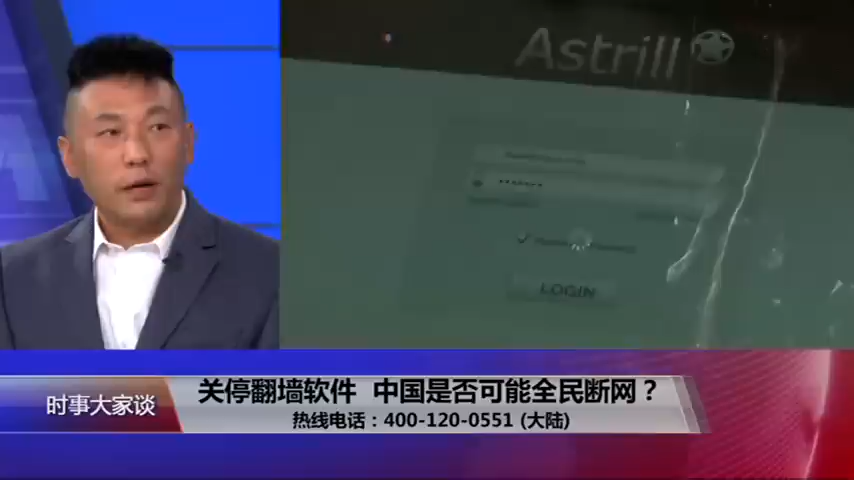 Astrill
LOGIN
时事大家谈
关停翻墙软件 中国是否可能全民断网？
热线电话：400-120-0551 (大陆)